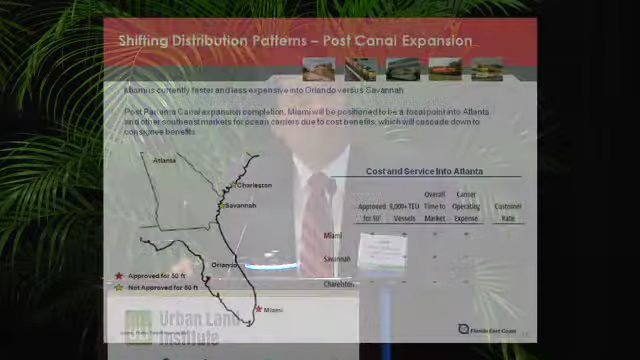 Shifting Distribution Patterns – Post Canal Expansion
Miami is currently faster and less expensive into Orlando versus Savannah
Post Panama Canal expansion completion, Miami will be positioned to be a focal point into Atlanta
and other southeast markets for ocean carriers due to cost benefits, which will cascade down to
consignee benefits
Atlanta
Charleston
Savannah
Orlando
Miami
Approved for 50 ft
Not Approved for 50 ft
Cost and Service Into Atlanta
Approved for 50'
9,000+ TEU Vessels
Overall Time to Market
Carrier Operating Expense
Customer Rate
Miami
Savannah
Charleston
Urban Land
Institute
Florida East Coast